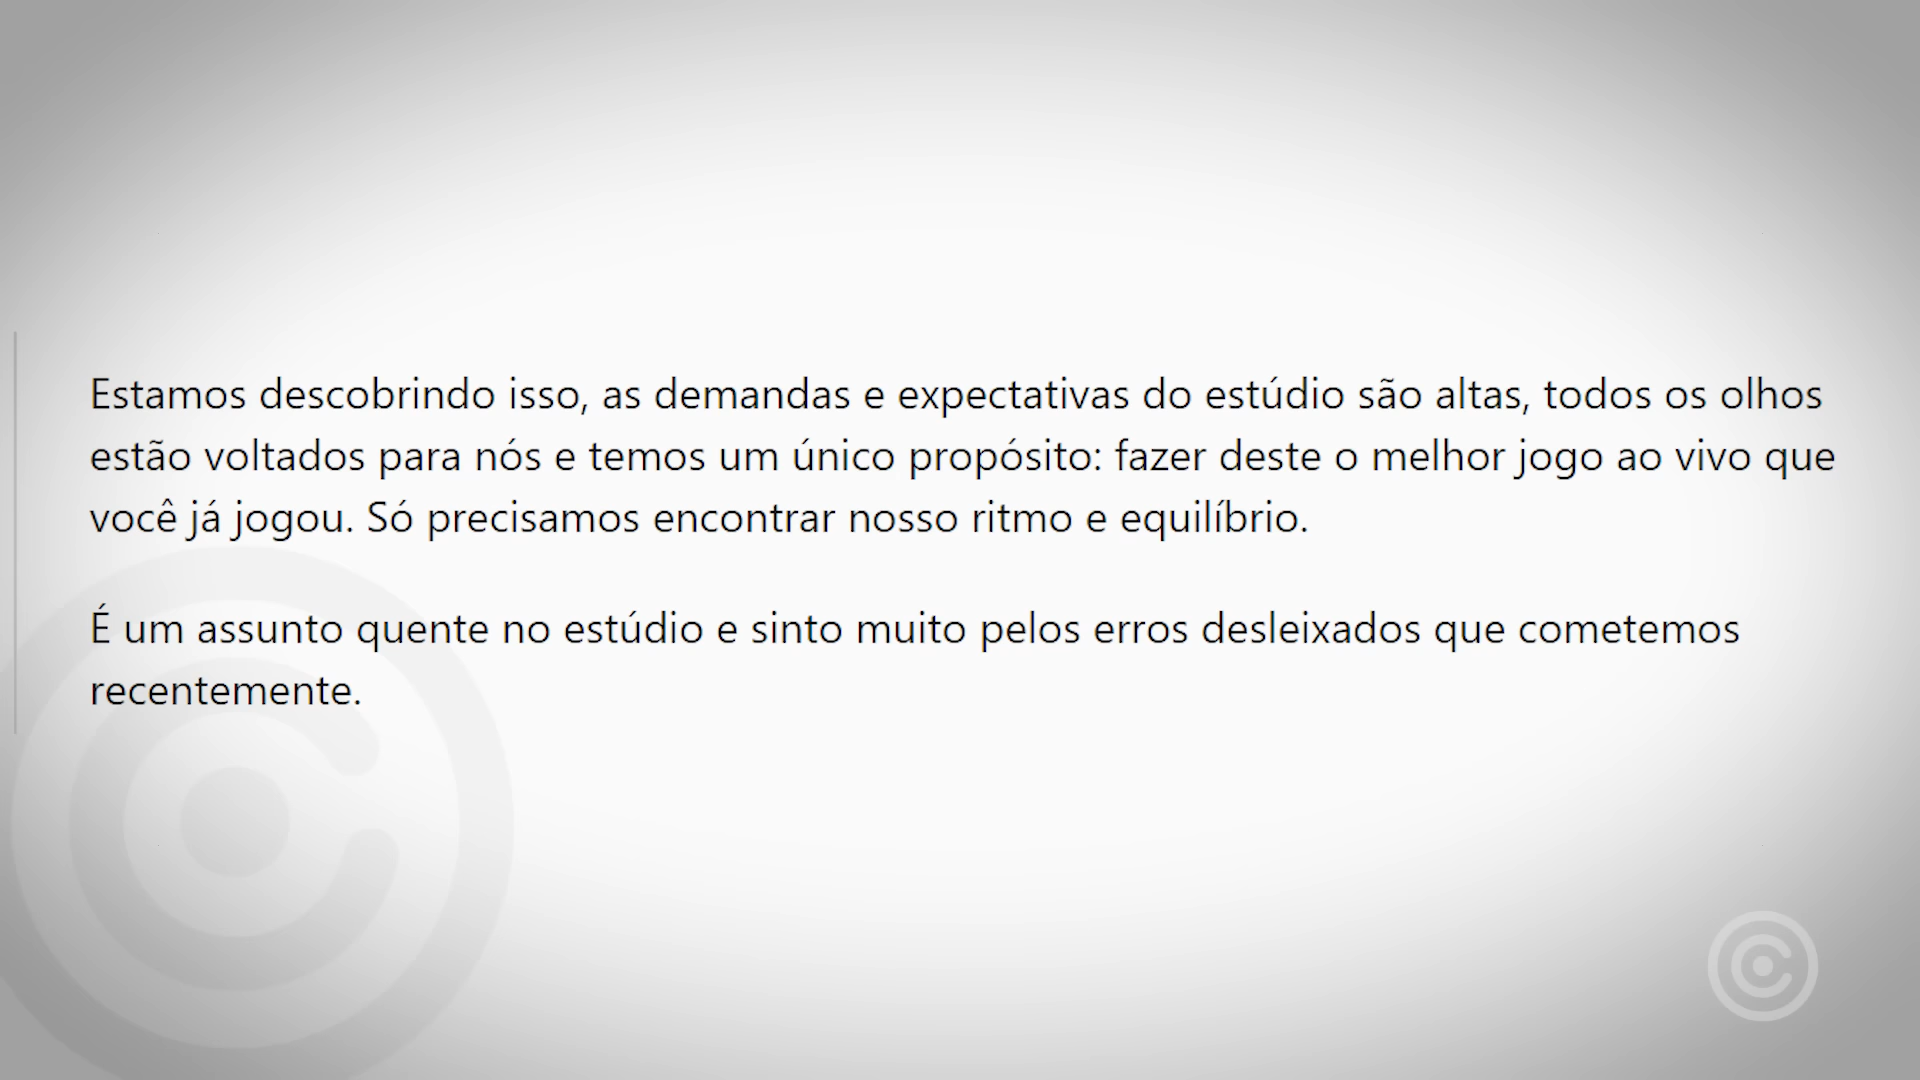 Estamos descobrindo isso, as demandas e expectativas do estúdio são altas, todos os olhos
estão voltados para nós e temos um único propósito: fazer deste o melhor jogo ao vivo que
você já jogou. Só precisamos encontrar nosso ritmo e equilíbrio.
É um assunto quente no estúdio e sinto muito pelos erros desleixados que cometemos
recentemente.